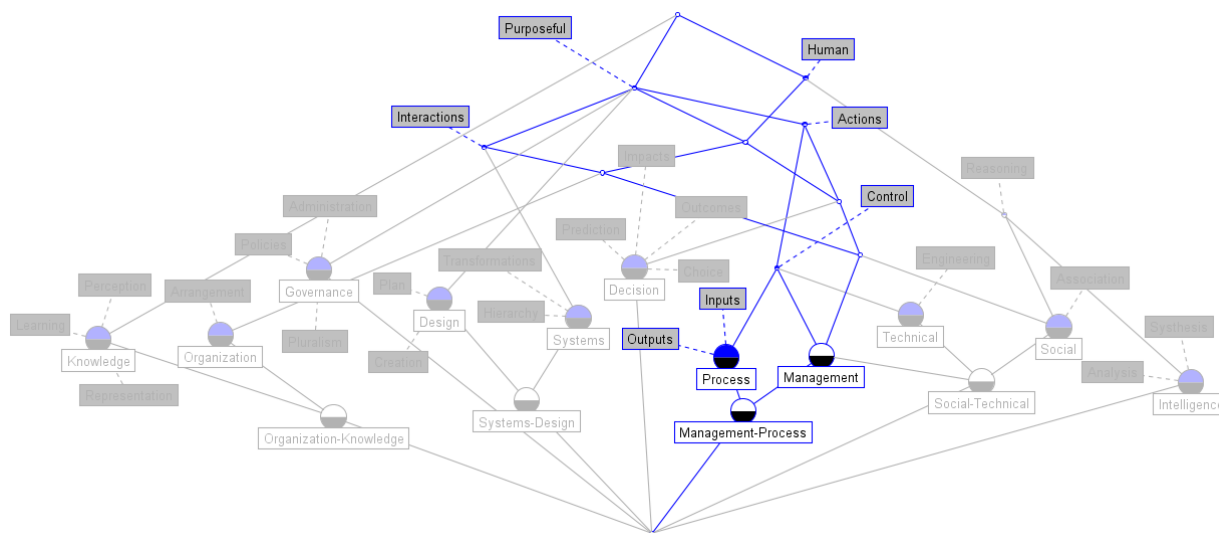 Purposeful
Human
Interactions
Actions
Impacts
Reasoning
Control
Administration
Outcomes
Prediction
Policies
Engineering
Transformations
Choice
Association
Perception
Arrangement
Plan
Governance
Decision
Inputs
Hierarchy
Systhesis
Learning
Design
Systems
Outputs
Technical
Pluralism
Knowledge
Organization
Creation
Social
Process
Management
Analysis
Representation
Intelligence
Systems-Design
Social-Technical
Organization-Knowledge
Management-Process